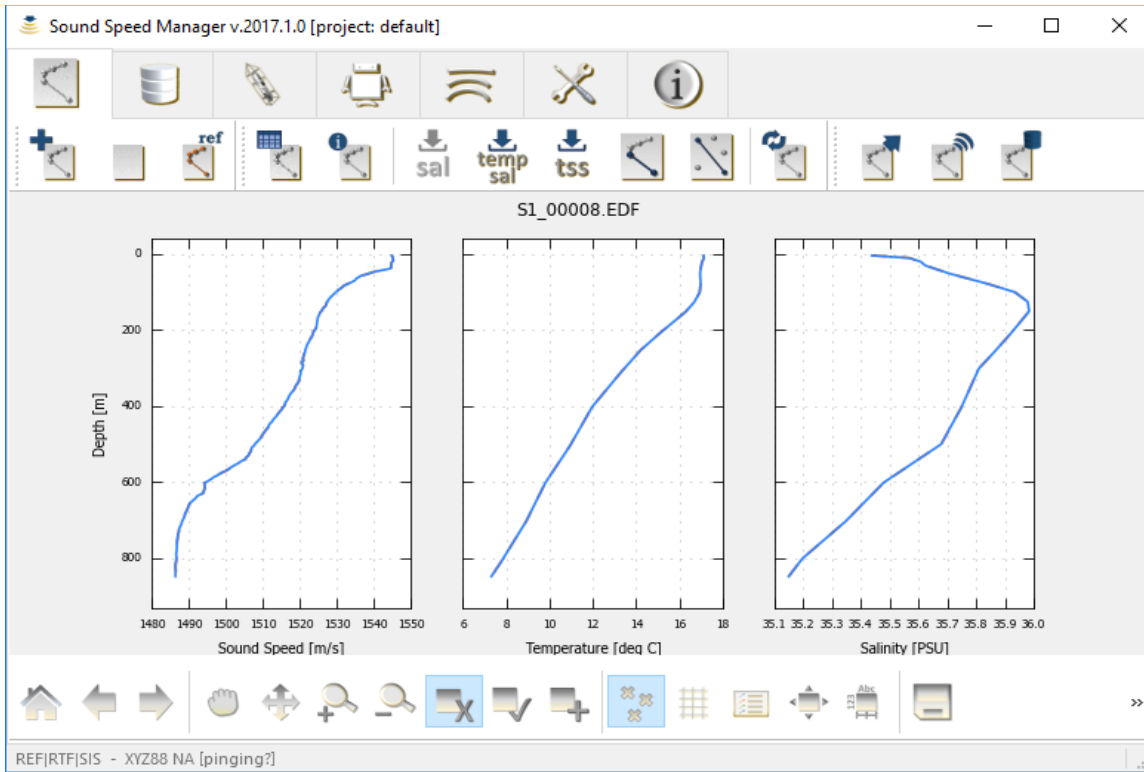 Sound Speed Manager v.2017.1.0 [project: default]
ref
sal
temp
sal
tss
S1_00008.EDF
0
200
400
600
800
Depth [m]
1480 1490 1500 1510 1520 1530 1540 1550
Sound Speed [m/s]
6 8 10 12 14 16 18
Temperature [deg C]
35.1 35.2 35.3 35.4 35.5 35.6 35.7 35.8 35.9 36.0
Salinity [PSU]
Abc
123
REF|RTF|SIS - XYZ88 NA [pinging?]